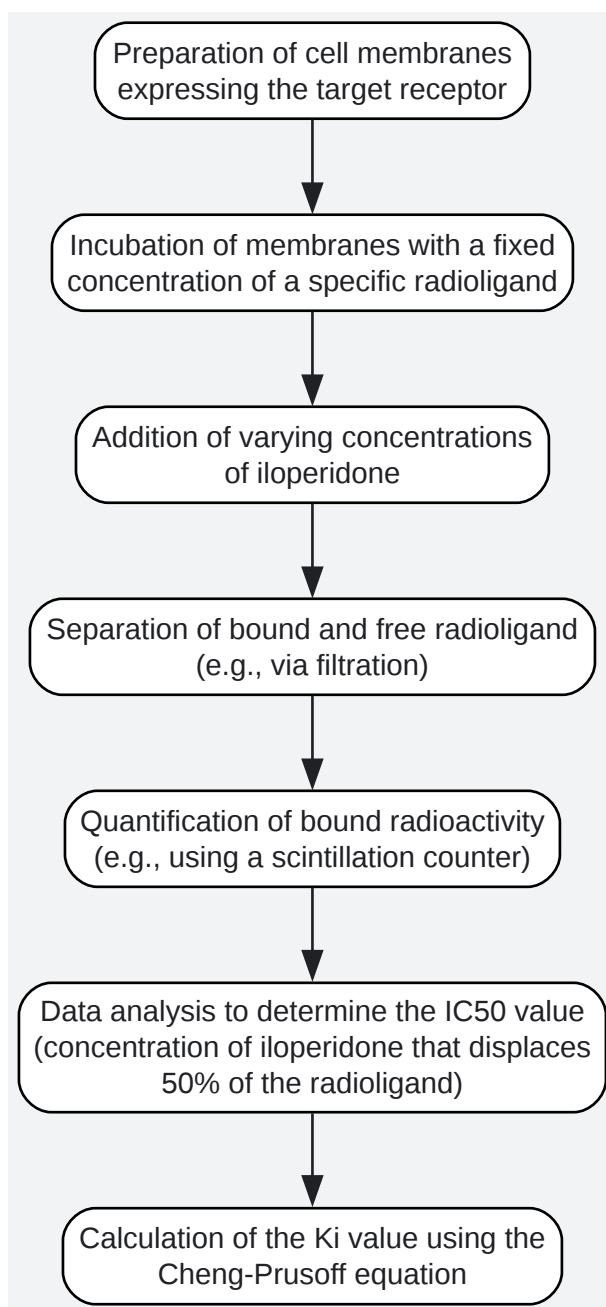 Preparation of cell membranes
expressing the target receptor
Incubation of membranes with a fixed
concentration of a specific radioligand
Addition of varying concentrations
of iloperidone
Separation of bound and free radioligand
(e.g., via filtration)
Quantification of bound radioactivity
(e.g., using a scintillation counter)
Data analysis to determine the IC50 value
(concentration of iloperidone that displaces
50% of the radioligand)
Calculation of the Ki value using the
Cheng-Prusoff equation